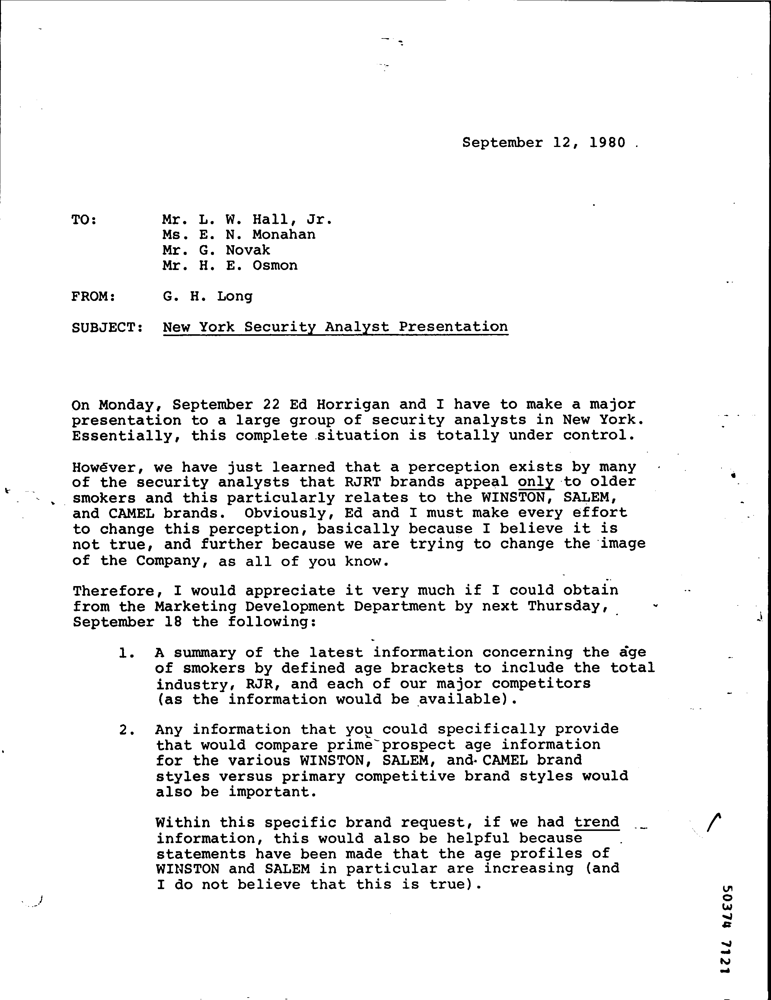 September 12, 1980
TO: Mr. L. W. Hall, Jr.
Ms. E. N. Monahan
Mr. G. Novak
Mr. H. E. Osmon
FROM: G. H. Long
SUBJECT: New York Security Analyst Presentation
On Monday, September 22 Ed Horrigan and I have to make a major
presentation to a large group of security analysts in New York.
Essentially, this complete situation is totally under control.
However, we have just learned that a perception exists by many
of the security analysts that RJRT brands appeal only to older
smokers and this particularly relates to the WINSTON, SALEM,
and CAMEL brands. Obviously, Ed and I must make every effort
to change this perception, basically because I believe it is
not true, and further because we are trying to change the image
of the Company, as all of you know.
Therefore, I would appreciate it very much if I could obtain
from the Marketing Development Department by next Thursday,
September 18 the following:
1. A summary of the latest information concerning the age
of smokers by defined age brackets to include the total
industry, RJR, and each of our major competitors
(as the information would be available).
2. Any information that you could specifically provide
that would compare prime prospect age information
for the various WINSTON, SALEM, and CAMEL brand
styles versus primary competitive brand styles would
also be important.
Within this specific brand request, if we had trend
information, this would also be helpful because
statements have been made that the age profiles of
WINSTON and SALEM in particular are increasing (and
I do not believe that this is true).
50374 7121